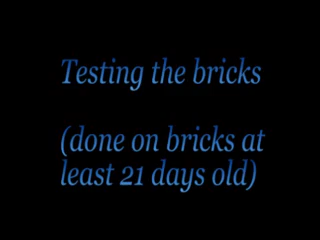 Testing the bricks
(done on bricks at
least 21 days old)